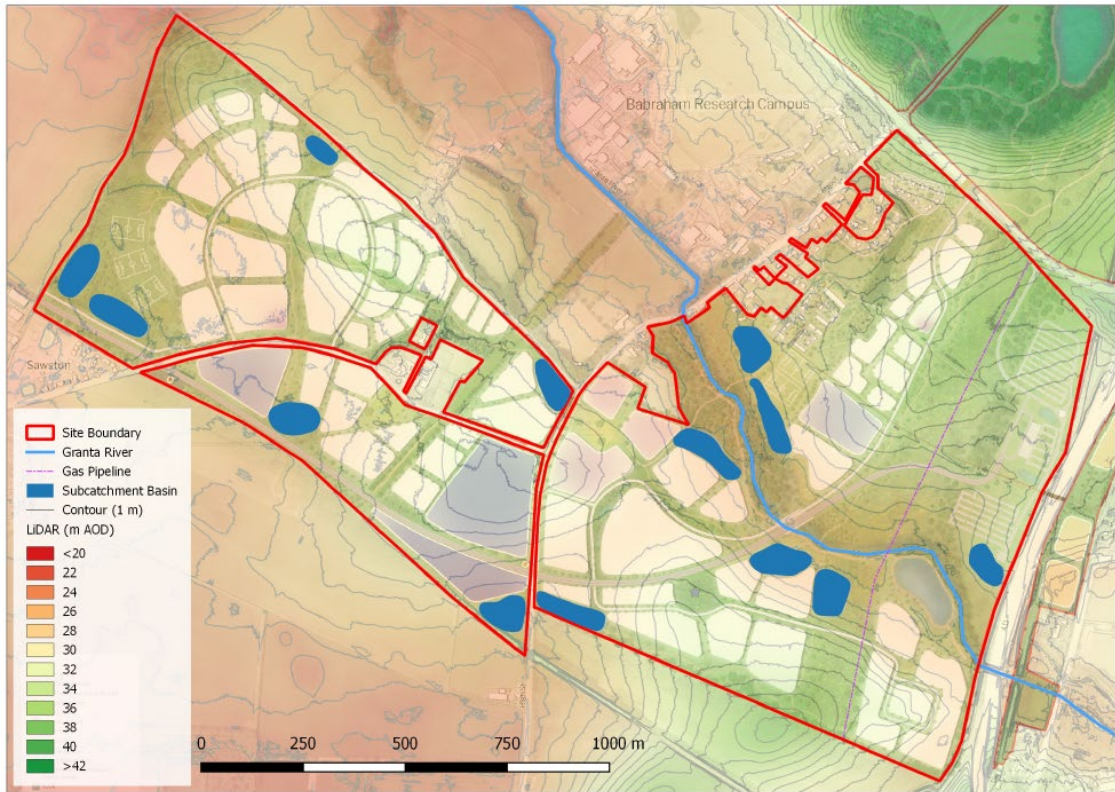 Babraham Research Campus
Sawston
Site Boundary
Granta River
Gas Pipeline
Subcatchment Basin
Contour (1 m)
LiDAR (m AOD)
<20
22
24
26
28
30
32
34
36
38
40
>42
0 250 500 750 1000 m